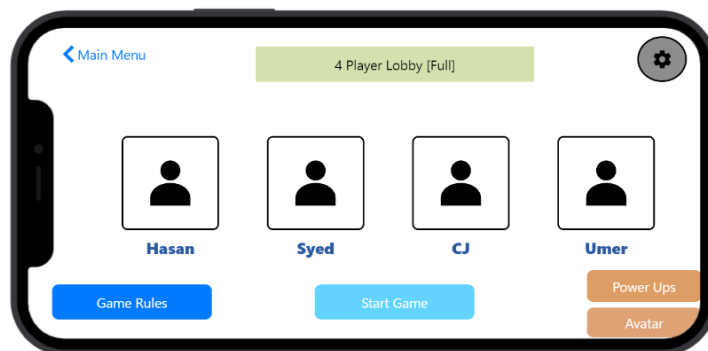 Main Menu
4 Player Lobby [Full]
Hasan
Syed
CJ
Umer
Power Ups
Game Rules
Start Game
Avatar